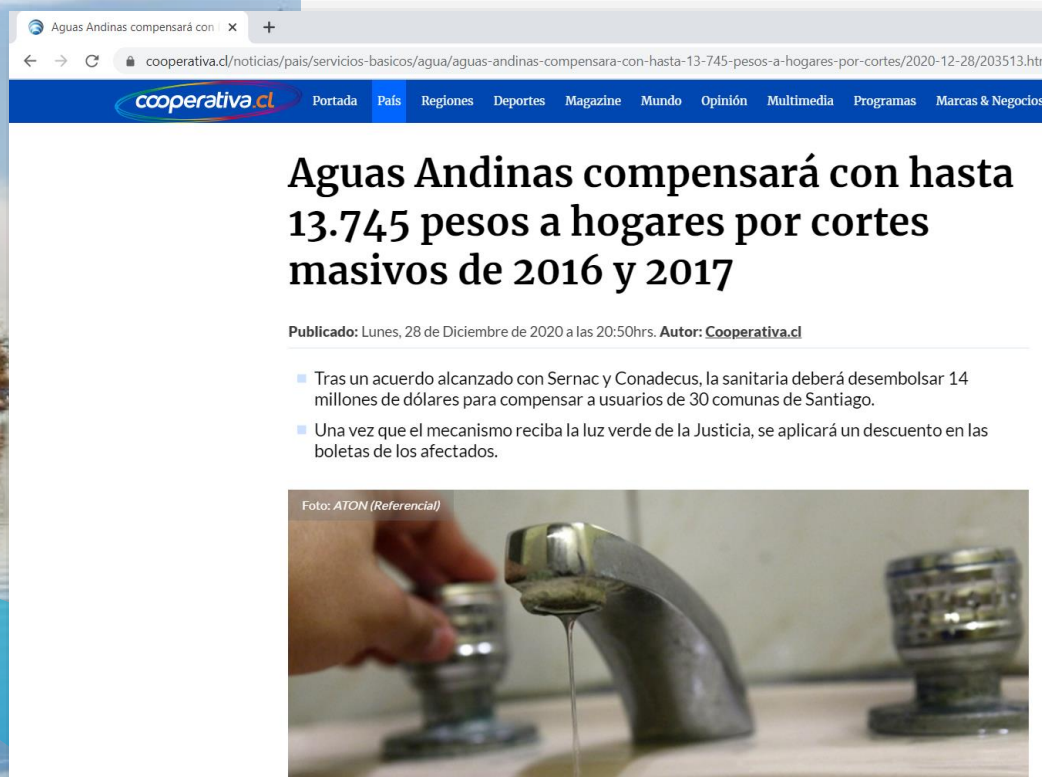 Aguas Andinas compensará con
cooperativa.cl/noticias/pais/servicios-basicos/agua/aguas-andinas-compensara-con-hasta-13-745-pesos-a-hogares-por-cortes/2020-12-28/203513.htm
cooperativa.cl Portada País Regiones Deportes Magazine Mundo Opinión Multimedia Programas Marcas & Negocios
Aguas Andinas compensará con hasta
13.745 pesos a hogares por cortes
masivos de 2016 y 2017
Publicado: Lunes, 28 de Diciembre de 2020 a las 20:50hrs. Autor: Cooperativa.cl
Tras un acuerdo alcanzado con Sernac y Conadecus, la sanitaria deberá desembolsar 14
millones de dólares para compensar a usuarios de 30 comunas de Santiago.
Una vez que el mecanismo reciba la luz verde de la Justicia, se aplicará un descuento en las
boletas de los afectados.
Foto: ATON (Referencial)